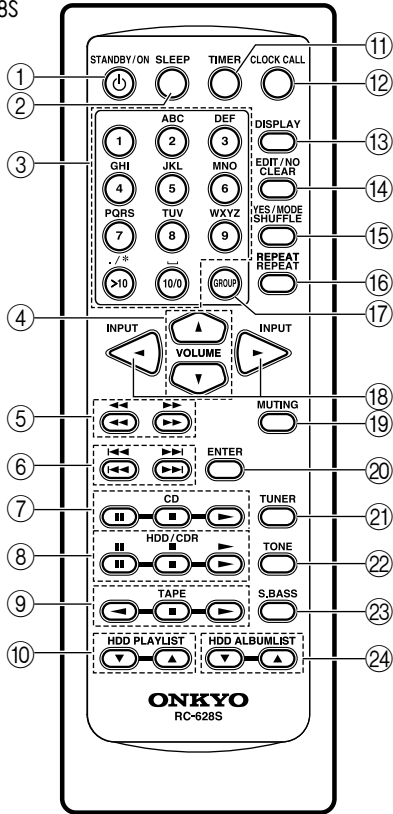 8S
STANDBY/ON SLEEP TIMER CLOCK CALL
① ② ⑪ ⑫
③
ABC DEF
1 2 3
DISPLAY ⑬
GHI JKL MNO
4 5 6
EDIT/NO
CLEAR ⑭
PQRS TUV WXYZ
7 8 9
YES/MODE
SHUFFLE ⑮
./*
>10 10/0 GROUP ⑰
REPEAT
REPEAT ⑯
④
INPUT VOLUME INPUT
⑱
⑤ MUTING ⑲
⑥ ENTER ⑳
⑦ CD TUNER ㉑
⑧ HDD/CDR TONE ㉒
⑨ TAPE S.BASS ㉓
⑩ HDD PLAYLIST HDD ALBUMLIST ㉔
ONKYO
RC-628S